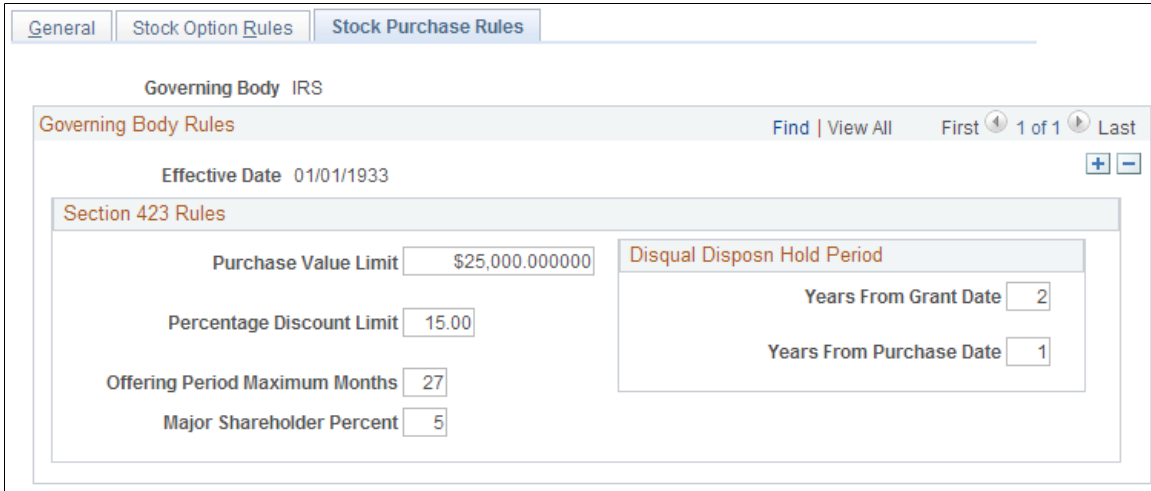 General Stock Option Rules Stock Purchase Rules
Governing Body IRS
Governing Body Rules Find | View All First 1 of 1 Last
Effective Date 01/01/1933
Section 423 Rules
Purchase Value Limit $25,000.000000
Disqual Disposn Hold Period
Years From Grant Date 2
Percentage Discount Limit 15.00
Years From Purchase Date 1
Offering Period Maximum Months 27
Major Shareholder Percent 5